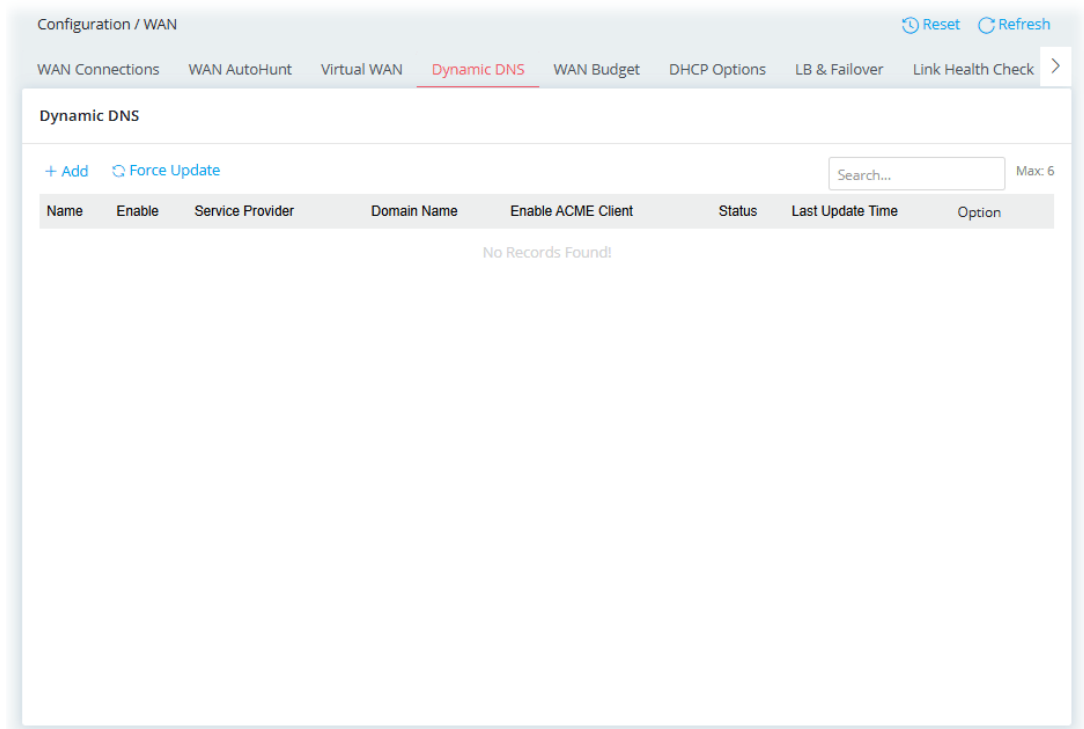 Configuration / WAN
Reset
Refresh
WAN Connections
WAN AutoHunt
Virtual WAN
Dynamic DNS
WAN Budget
DHCP Options
LB & Failover
Link Health Check
Dynamic DNS
+ Add
Force Update
Search...
Max: 6
Name
Enable
Service Provider
Domain Name
Enable ACME Client
Status
Last Update Time
Option
No Records Found!